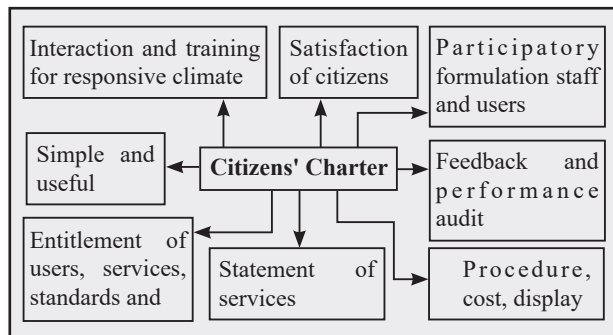 Interaction and training
for responsive climate
Satisfaction
of citizens
Participatory
formulation staff
and users
Simple and
useful
Citizens' Charter
Feedback and
performance
audit
Entitlement of
users, services,
standards and
Statement of
services
Procedure,
cost, display